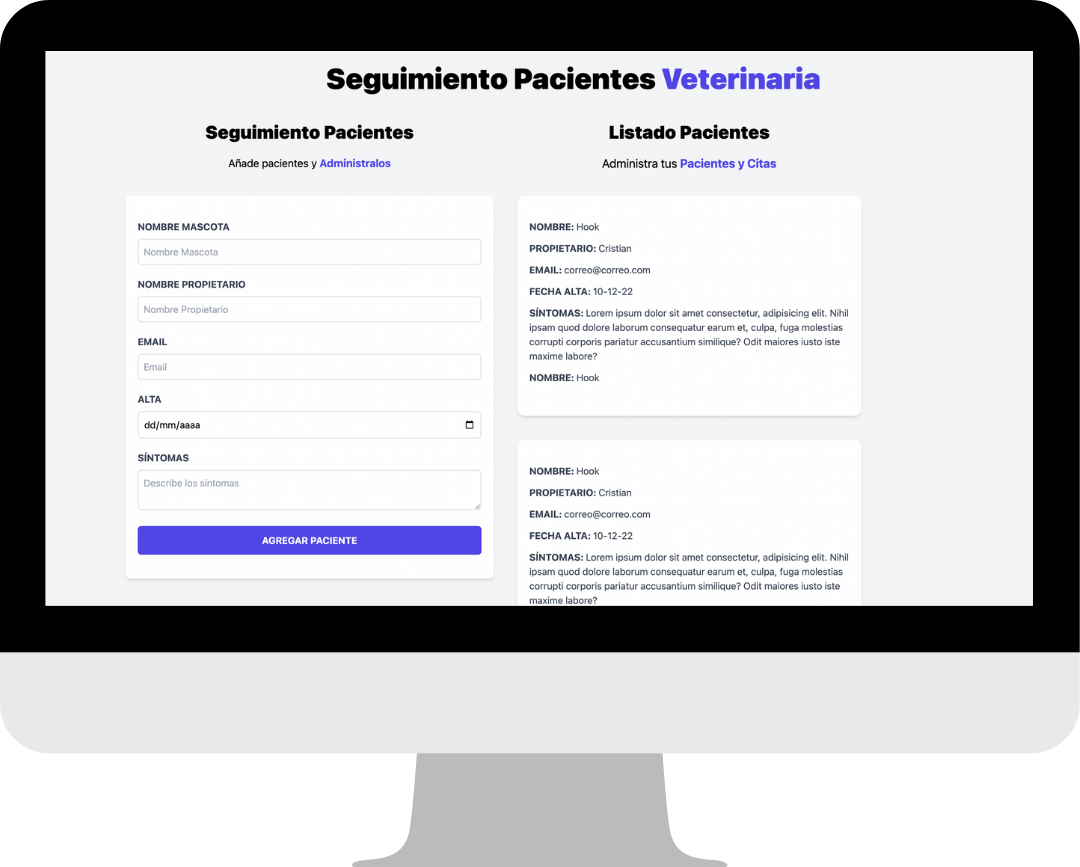 Seguimiento Pacientes Veterinaria
Seguimiento Pacientes
Añade pacientes y Administralos
NOMBRE MASCOTA
Nombre Mascota
NOMBRE PROPIETARIO
Nombre Propietario
EMAIL
Email
ALTA
dd/mm/aaaa
SÍNTOMAS
Describe los síntomas
AGREGAR PACIENTE
Listado Pacientes
Administra tus Pacientes y Citas
NOMBRE: Hook
PROPIETARIO: Cristian
EMAIL: correo@correo.com
FECHA ALTA: 10-12-22
SÍNTOMAS: Lorem ipsum dolor sit amet consectetur, adipisicing elit. Nihil
ipsam quod dolore laborum consequatur earum et, culpa, fuga molestias
corrupti corporis pariatur accusantium similique? Odit maiores iusto iste
maxime labore?
NOMBRE: Hook
NOMBRE: Hook
PROPIETARIO: Cristian
EMAIL: correo@correo.com
FECHA ALTA: 10-12-22
SÍNTOMAS: Lorem ipsum dolor sit amet consectetur, adipisicing elit. Nihil
ipsam quod dolore laborum consequatur earum et, culpa, fuga molestias
corrupti corporis pariatur accusantium similique? Odit maiores iusto iste
maxime labore?